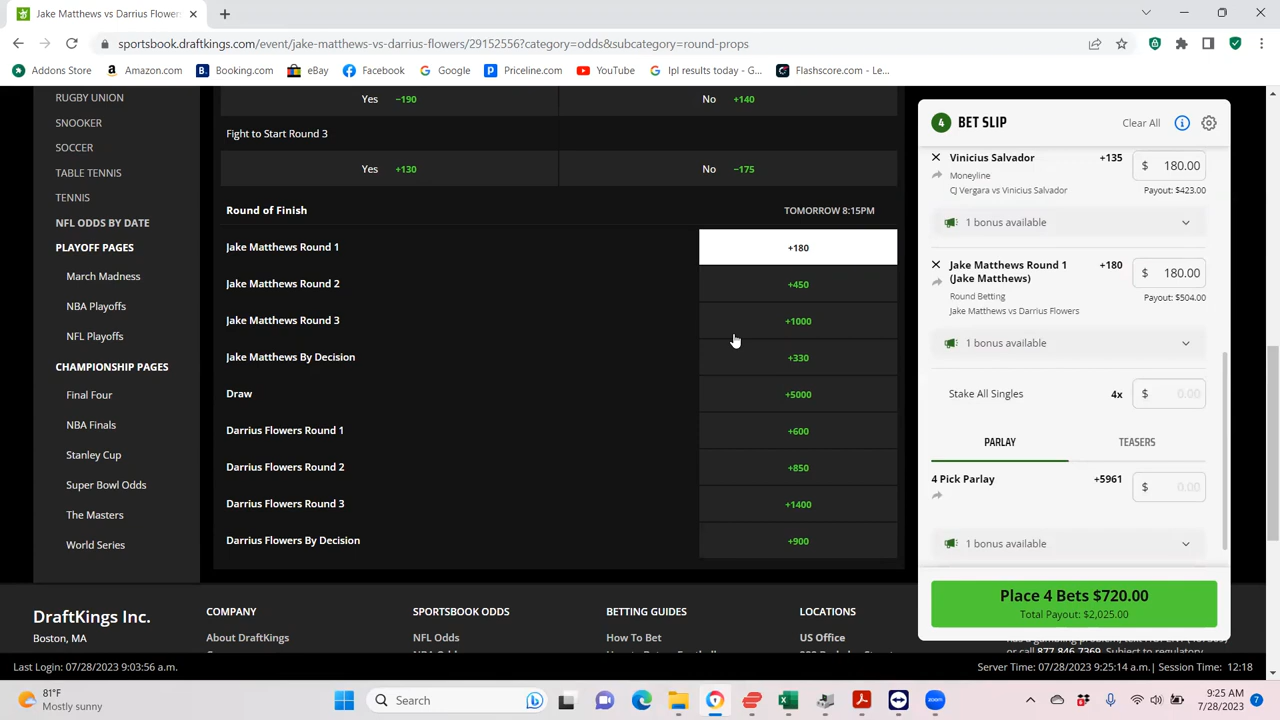 Jake Matthews vs Darrius Flower
sportsbook.draftkings.com/event/jake-matthews-vs-darrius-flowers/29152556?category=odds&subcategory=round-props
Addons Store Amazon.com Booking.com eBay Facebook Google Priceline.com YouTube Ipl results today - G... Flashscore.com - Le...
RUGBY UNION
SNOOKER
SOCCER
TABLE TENNIS
TENNIS
NFL ODDS BY DATE
PLAYOFF PAGES
March Madness
NBA Playoffs
NFL Playoffs
CHAMPIONSHIP PAGES
Final Four
NBA Finals
Stanley Cup
Super Bowl Odds
The Masters
World Series
Yes −190 No +140
Fight to Start Round 3
Yes +130 No −175
Round of Finish TOMORROW 8:15PM
Jake Matthews Round 1 +180
Jake Matthews Round 2 +450
Jake Matthews Round 3 +1000
Jake Matthews By Decision +330
Draw +5000
Darrius Flowers Round 1 +600
Darrius Flowers Round 2 +850
Darrius Flowers Round 3 +1400
Darrius Flowers By Decision +900
4 BET SLIP Clear All
Vinicius Salvador +135 $ 180.00
Moneyline
CJ Vergara vs Vinicius Salvador Payout: $423.00
1 bonus available
Jake Matthews Round 1 +180 $ 180.00
(Jake Matthews)
Round Betting Payout: $504.00
Jake Matthews vs Darrius Flowers
1 bonus available
Stake All Singles 4x $ 0.00
PARLAY TEASERS
4 Pick Parlay +5961 $ 0.00
1 bonus available
Place 4 Bets $720.00
Total Payout: $2,025.00
DraftKings Inc.
Boston, MA
COMPANY
About DraftKings
SPORTSBOOK ODDS
NFL Odds
BETTING GUIDES
How To Bet
LOCATIONS
US Office
Last Login: 07/28/2023 9:03:56 a.m.
Server Time: 07/28/2023 9:25:14 a.m.| Session Time: 12:18
81°F
Mostly sunny
Search
9:25 AM
7/28/2023
7